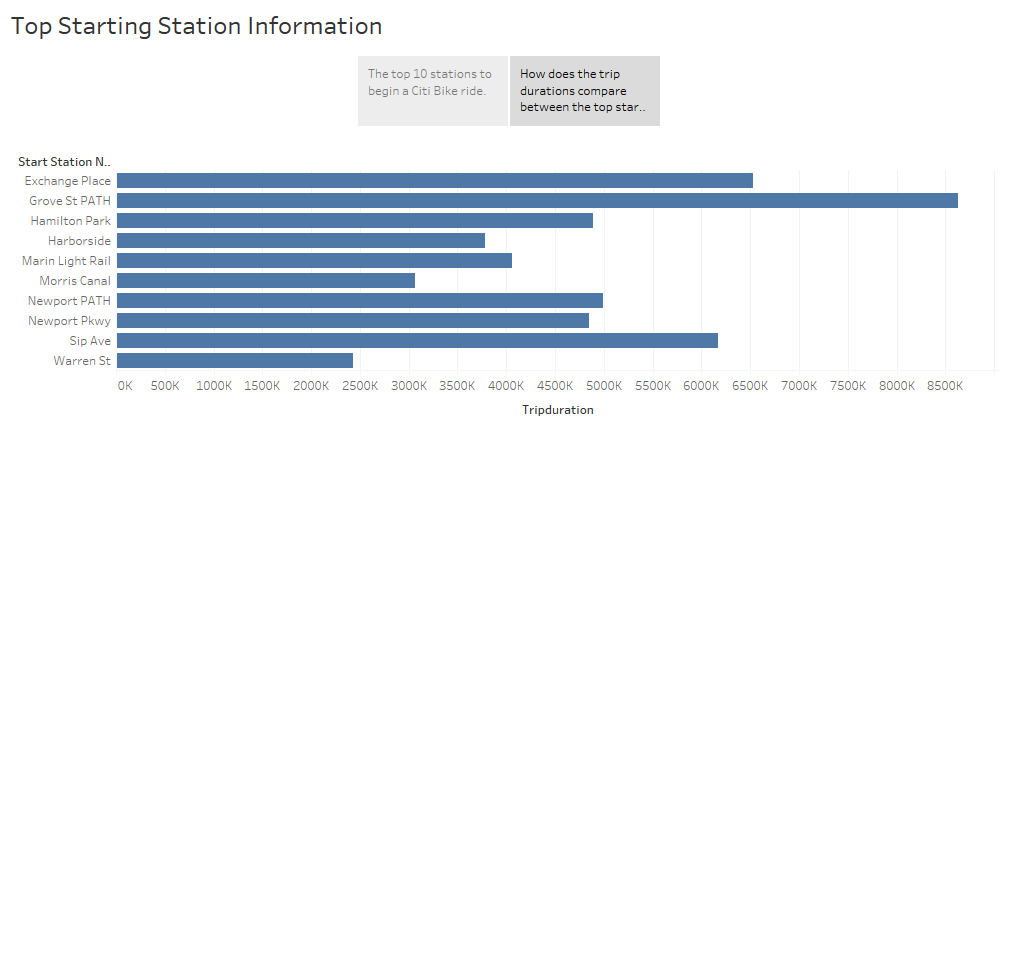 Top Starting Station Information
The top 10 stations to
begin a Citi Bike ride.
How does the trip
durations compare
between the top star..
Start Station N..
Exchange Place
Grove St PATH
Hamilton Park
Harborside
Marin Light Rail
Morris Canal
Newport PATH
Newport Pkwy
Sip Ave
Warren St
0K 500K 1000K 1500K 2000K 2500K 3000K 3500K 4000K 4500K 5000K 5500K 6000K 6500K 7000K 7500K 8000K 8500K
Tripduration